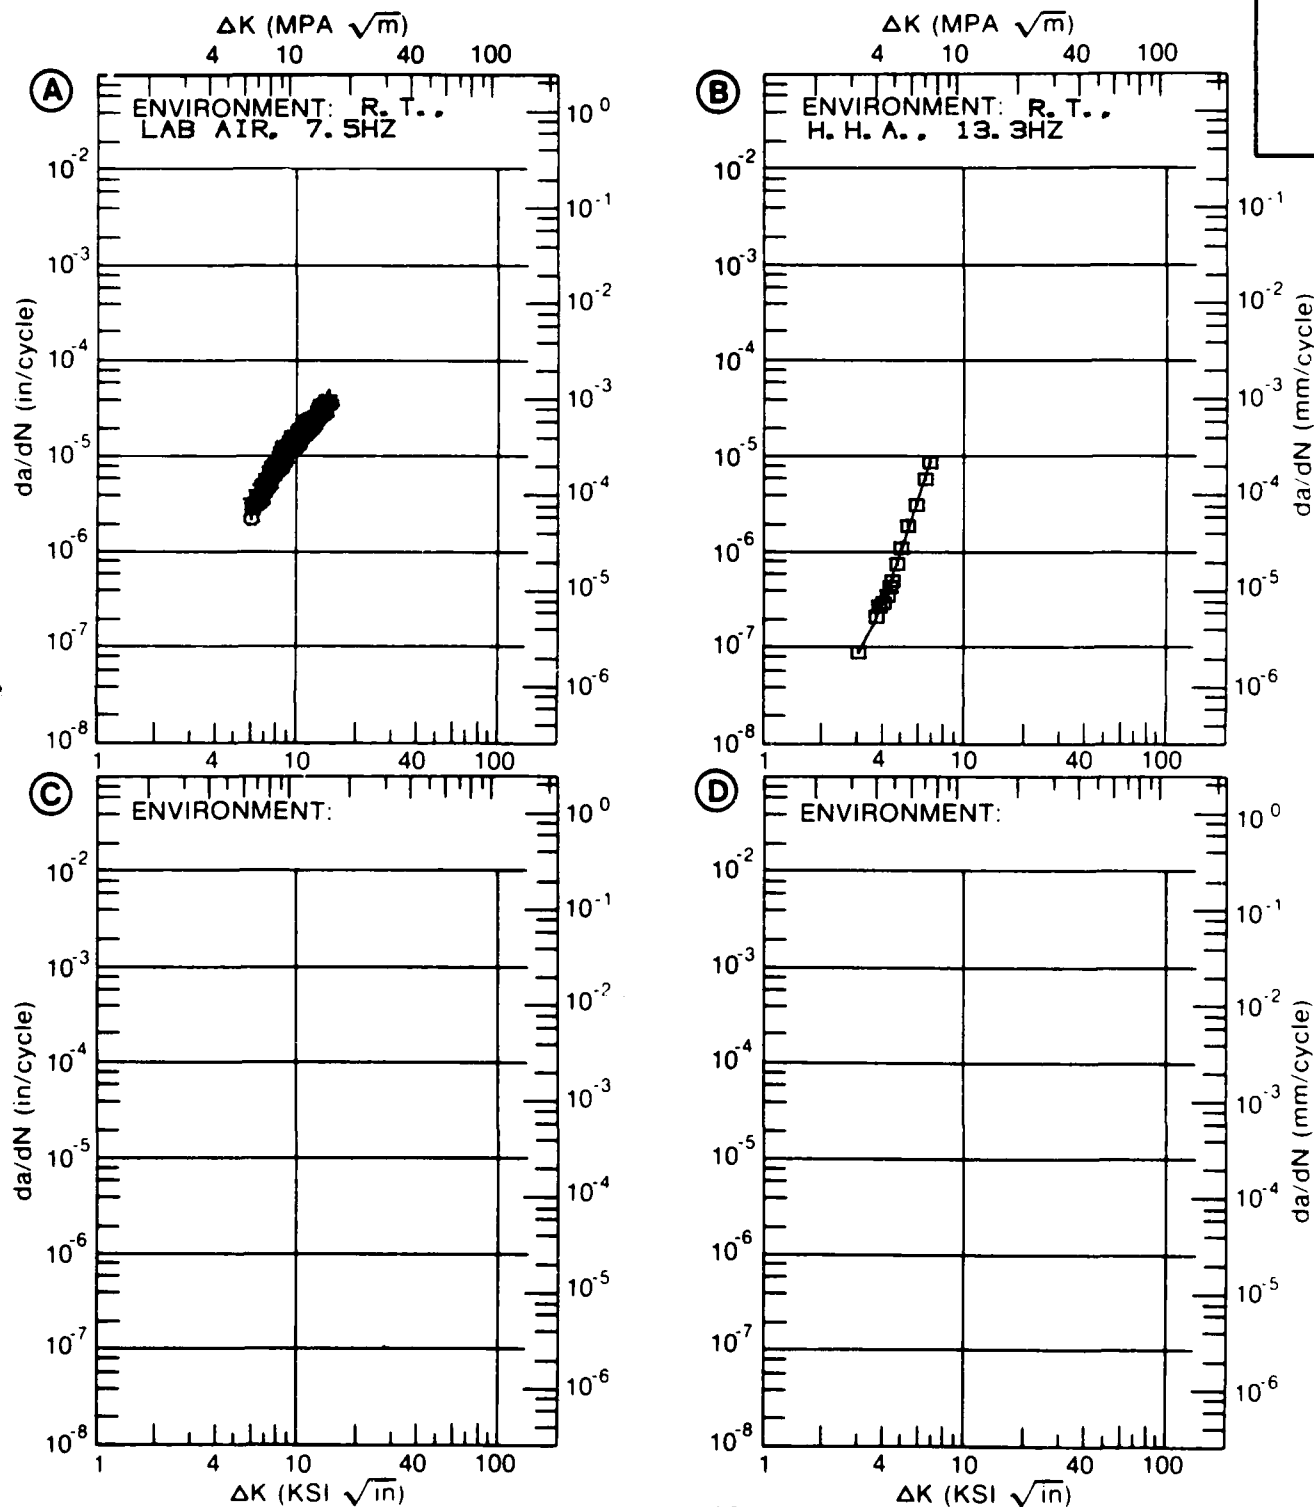 ΔK (MPA √m)
4 10 40 100
A
ENVIRONMENT: R.T.,
LAB AIR. 7.5HZ
10^0
10^-2
10^-1
10^-3
10^-2
10^-4
10^-3
10^-5
10^-4
10^-6
10^-5
10^-7
10^-6
10^-8
1 4 10 40 100
da/dN (in/cycle)
ΔK (MPA √m)
4 10 40 100
B
ENVIRONMENT: R.T.,
H.H.A., 13.3HZ
10^-2
10^-1
10^-3
10^-2
10^-4
10^-3
10^-5
10^-4
10^-6
10^-5
10^-7
10^-6
10^-8
1 4 10 40 100
da/dN (mm/cycle)
C
ENVIRONMENT:
10^0
10^-2
10^-1
10^-3
10^-2
10^-4
10^-3
10^-5
10^-4
10^-6
10^-5
10^-7
10^-6
10^-8
1 4 10 40 100
da/dN (in/cycle)
ΔK (KSI √in)
D
ENVIRONMENT:
10^0
10^-2
10^-1
10^-3
10^-2
10^-4
10^-3
10^-5
10^-4
10^-6
10^-5
10^-7
10^-6
10^-8
1 4 10 40 100
da/dN (mm/cycle)
ΔK (KSI √in)